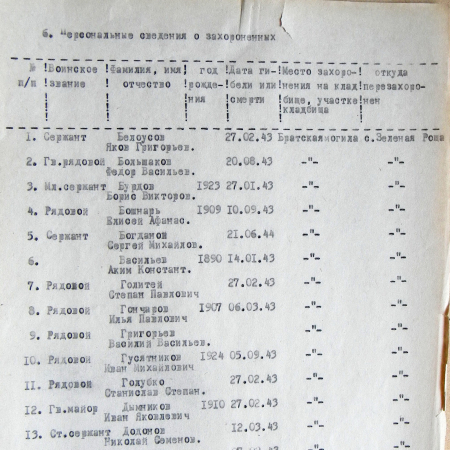 6. Персональные сведения о захороненных
№ !Воинское !Фамилия, имя! год !Дата ги-!Место захоро- ! откуда
п/п !звание ! отчество !рожде-!бели или!нения на клад!перезахоро-
! ! ! ния !смерти !бище, участке!нен
кладбища
1. Сержант Белоусов 27.02.43 Братская могила с.Зеленая Роща
Яков Григорьев.
2. Гв.рядовой Большаков 20.08.43 -"- -"-
Федор Васильев.
3. Мл.сержант Бурдов 1923 27.01.43 -"- -"-
Борис Викторов.
4. Рядовой Бошнарь 1909 10.09.43 -"- -"-
Елисей Афанас.
5. Сержант Богданой 21.06.44 -"- -"-
Сергей Михайлов.
6. Васильев 1890 14.01.43 -"- -"-
Аким Констант.
7. Рядовой Голитей 27.02.43 -"- -"-
Степан Павлович
8. Рядовой Гончаров 1907 06.03.43 -"- -"-
Илья Павлович
9. Рядовой Григорьев -"- -"-
Василий Васильев.
10. Рядовой Гусятников 1924 05.09.43 -"- -"-
Иван Михайлович
11. Рядовой Голубко 27.02.43 -"- -"-
Станислав Степан.
12. Гв.майор Дымников 1910 27.02.43 -"- -"-
Иван Яковлевич
13. Ст.сержант Додонов 12.03.43 -"- -"-
Николай Семенов.